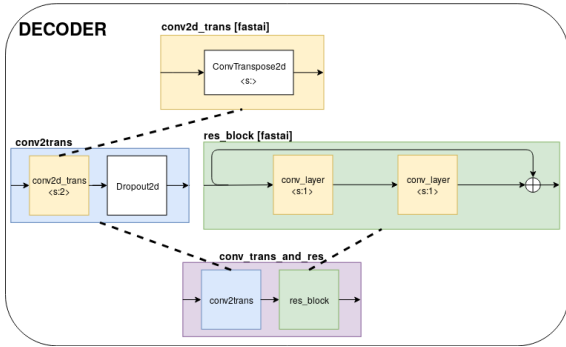 DECODER
conv2d_trans [fastai]
ConvTranspose2d
<s:>
conv2trans
conv2d_trans
<s:2>
Dropout2d
res_block [fastai]
conv_layer
<s:1>
conv_layer
<s:1>
conv_trans_and_res
conv2trans
res_block